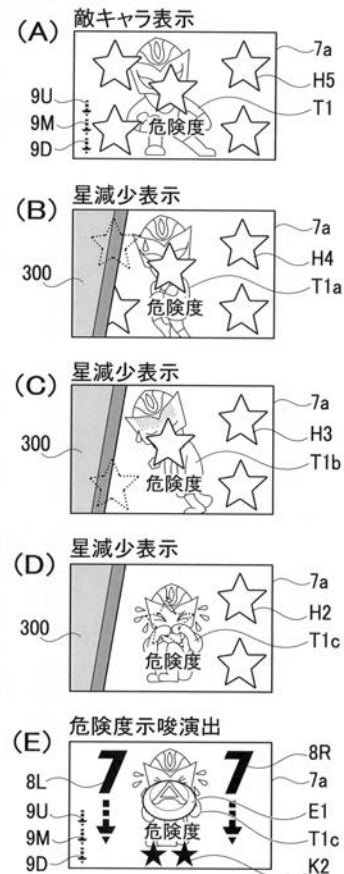 (A) 敵キャラ表示
7a
H5
9U
9M
9D
T1
危険度
(B) 星減少表示
7a
H4
300
T1a
危険度
(C) 星減少表示
7a
H3
300
T1b
危険度
(D) 星減少表示
7a
H2
300
T1c
危険度
(E) 危険度示唆演出
8R
7 7
8L
7a
9U
E1
9M
危険度
T1c
9D
K2